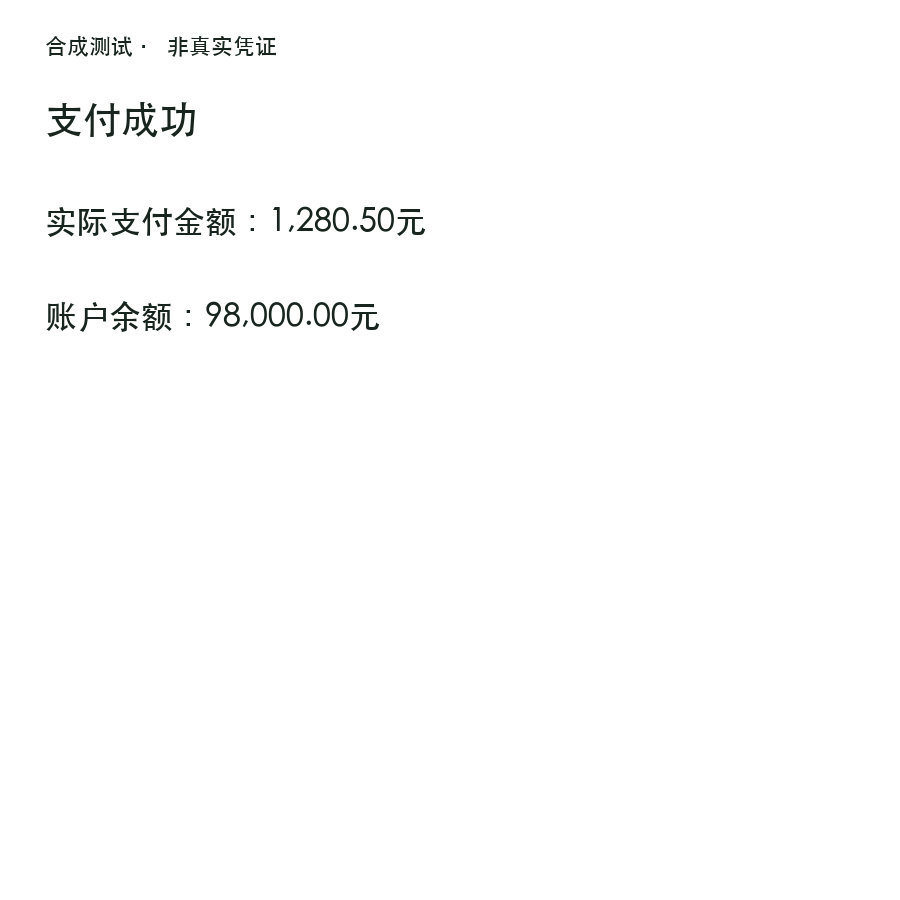 合成测试 · 非真实凭证
支付成功
实际支付金额：1,280.50元
账户余额：98,000.00元